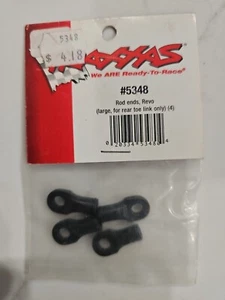 5348
$ 4.18
TRAXXAS
We ARE Ready-To-Race®
#5348
Rod ends, Revo
(large, for rear toe link only) (4)